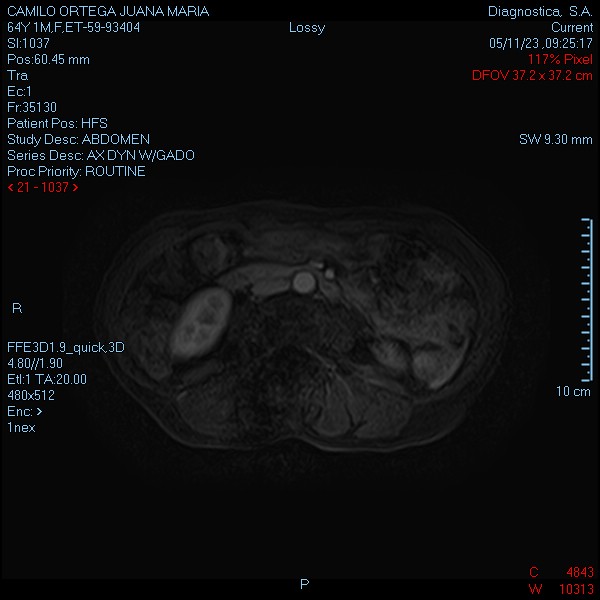 CAMILO ORTEGA JUANA MARIA
Diagnostica, S.A.
64Y 1M,F,ET-59-93404
Lossy
Current
Sl:1037
05/11/23 ,09:25:17
Pos:60.45 mm
117% Pixel
Tra
DFOV 37.2 x 37.2 cm
Ec:1
Fr:35130
Patient Pos: HFS
Study Desc: ABDOMEN
SW 9.30 mm
Series Desc: AX DYN W/GADO
Proc Priority: ROUTINE
< 21 - 1037 >
R
FFE3D1.9_quick,3D
4.80//1.90
Etl:1 TA:20.00
480x512
10 cm
Enc: >
1nex
C 4843
P
W 10313